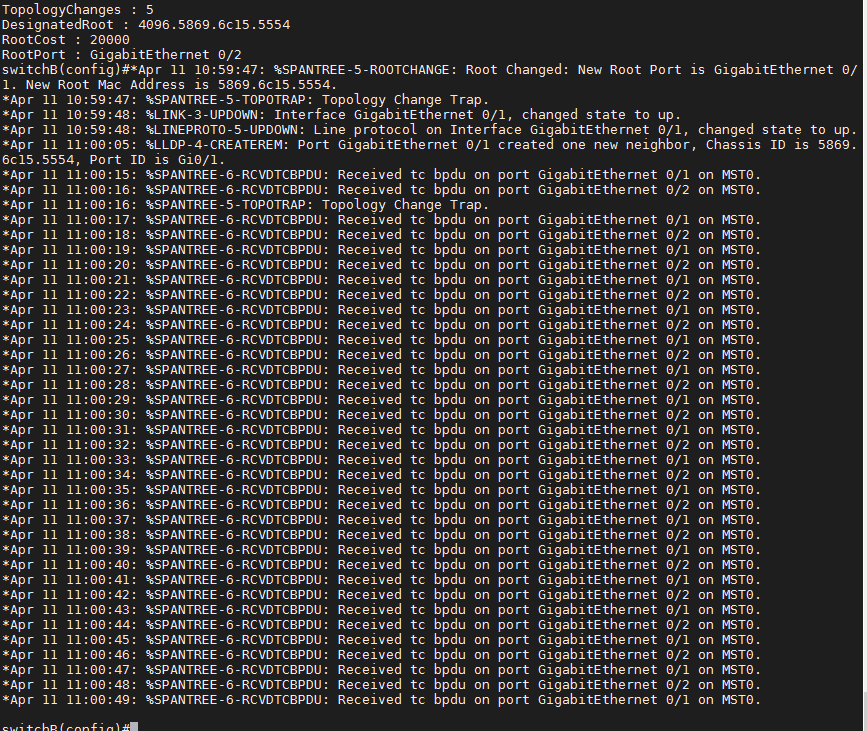 TopologyChanges : 5
DesignatedRoot : 4096.5869.6c15.5554
RootCost : 20000
RootPort : GigabitEthernet 0/2
switchB(config)#*Apr 11 10:59:47: %SPANTREE-5-ROOTCHANGE: Root Changed: New Root Port is GigabitEthernet 0/
1. New Root Mac Address is 5869.6c15.5554.
*Apr 11 10:59:47: %SPANTREE-5-TOPOTRAP: Topology Change Trap.
*Apr 11 10:59:48: %LINK-3-UPDOWN: Interface GigabitEthernet 0/1, changed state to up.
*Apr 11 10:59:48: %LINEPROTO-5-UPDOWN: Line protocol on Interface GigabitEthernet 0/1, changed state to up.
*Apr 11 11:00:05: %LLDP-4-CREATEREM: Port GigabitEthernet 0/1 created one new neighbor, Chassis ID is 5869.
6c15.5554, Port ID is Gi0/1.
*Apr 11 11:00:15: %SPANTREE-6-RCVDTCBPDU: Received tc bpdu on port GigabitEthernet 0/1 on MST0.
*Apr 11 11:00:16: %SPANTREE-6-RCVDTCBPDU: Received tc bpdu on port GigabitEthernet 0/2 on MST0.
*Apr 11 11:00:16: %SPANTREE-5-TOPOTRAP: Topology Change Trap.
*Apr 11 11:00:17: %SPANTREE-6-RCVDTCBPDU: Received tc bpdu on port GigabitEthernet 0/1 on MST0.
*Apr 11 11:00:18: %SPANTREE-6-RCVDTCBPDU: Received tc bpdu on port GigabitEthernet 0/2 on MST0.
*Apr 11 11:00:19: %SPANTREE-6-RCVDTCBPDU: Received tc bpdu on port GigabitEthernet 0/1 on MST0.
*Apr 11 11:00:20: %SPANTREE-6-RCVDTCBPDU: Received tc bpdu on port GigabitEthernet 0/2 on MST0.
*Apr 11 11:00:21: %SPANTREE-6-RCVDTCBPDU: Received tc bpdu on port GigabitEthernet 0/1 on MST0.
*Apr 11 11:00:22: %SPANTREE-6-RCVDTCBPDU: Received tc bpdu on port GigabitEthernet 0/2 on MST0.
*Apr 11 11:00:23: %SPANTREE-6-RCVDTCBPDU: Received tc bpdu on port GigabitEthernet 0/1 on MST0.
*Apr 11 11:00:24: %SPANTREE-6-RCVDTCBPDU: Received tc bpdu on port GigabitEthernet 0/2 on MST0.
*Apr 11 11:00:25: %SPANTREE-6-RCVDTCBPDU: Received tc bpdu on port GigabitEthernet 0/1 on MST0.
*Apr 11 11:00:26: %SPANTREE-6-RCVDTCBPDU: Received tc bpdu on port GigabitEthernet 0/2 on MST0.
*Apr 11 11:00:27: %SPANTREE-6-RCVDTCBPDU: Received tc bpdu on port GigabitEthernet 0/1 on MST0.
*Apr 11 11:00:28: %SPANTREE-6-RCVDTCBPDU: Received tc bpdu on port GigabitEthernet 0/2 on MST0.
*Apr 11 11:00:29: %SPANTREE-6-RCVDTCBPDU: Received tc bpdu on port GigabitEthernet 0/1 on MST0.
*Apr 11 11:00:30: %SPANTREE-6-RCVDTCBPDU: Received tc bpdu on port GigabitEthernet 0/2 on MST0.
*Apr 11 11:00:31: %SPANTREE-6-RCVDTCBPDU: Received tc bpdu on port GigabitEthernet 0/1 on MST0.
*Apr 11 11:00:32: %SPANTREE-6-RCVDTCBPDU: Received tc bpdu on port GigabitEthernet 0/2 on MST0.
*Apr 11 11:00:33: %SPANTREE-6-RCVDTCBPDU: Received tc bpdu on port GigabitEthernet 0/1 on MST0.
*Apr 11 11:00:34: %SPANTREE-6-RCVDTCBPDU: Received tc bpdu on port GigabitEthernet 0/2 on MST0.
*Apr 11 11:00:35: %SPANTREE-6-RCVDTCBPDU: Received tc bpdu on port GigabitEthernet 0/1 on MST0.
*Apr 11 11:00:36: %SPANTREE-6-RCVDTCBPDU: Received tc bpdu on port GigabitEthernet 0/2 on MST0.
*Apr 11 11:00:37: %SPANTREE-6-RCVDTCBPDU: Received tc bpdu on port GigabitEthernet 0/1 on MST0.
*Apr 11 11:00:38: %SPANTREE-6-RCVDTCBPDU: Received tc bpdu on port GigabitEthernet 0/2 on MST0.
*Apr 11 11:00:39: %SPANTREE-6-RCVDTCBPDU: Received tc bpdu on port GigabitEthernet 0/1 on MST0.
*Apr 11 11:00:40: %SPANTREE-6-RCVDTCBPDU: Received tc bpdu on port GigabitEthernet 0/2 on MST0.
*Apr 11 11:00:41: %SPANTREE-6-RCVDTCBPDU: Received tc bpdu on port GigabitEthernet 0/1 on MST0.
*Apr 11 11:00:42: %SPANTREE-6-RCVDTCBPDU: Received tc bpdu on port GigabitEthernet 0/2 on MST0.
*Apr 11 11:00:43: %SPANTREE-6-RCVDTCBPDU: Received tc bpdu on port GigabitEthernet 0/1 on MST0.
*Apr 11 11:00:44: %SPANTREE-6-RCVDTCBPDU: Received tc bpdu on port GigabitEthernet 0/2 on MST0.
*Apr 11 11:00:45: %SPANTREE-6-RCVDTCBPDU: Received tc bpdu on port GigabitEthernet 0/1 on MST0.
*Apr 11 11:00:46: %SPANTREE-6-RCVDTCBPDU: Received tc bpdu on port GigabitEthernet 0/2 on MST0.
*Apr 11 11:00:47: %SPANTREE-6-RCVDTCBPDU: Received tc bpdu on port GigabitEthernet 0/1 on MST0.
*Apr 11 11:00:48: %SPANTREE-6-RCVDTCBPDU: Received tc bpdu on port GigabitEthernet 0/2 on MST0.
*Apr 11 11:00:49: %SPANTREE-6-RCVDTCBPDU: Received tc bpdu on port GigabitEthernet 0/1 on MST0.
switchB(config)#